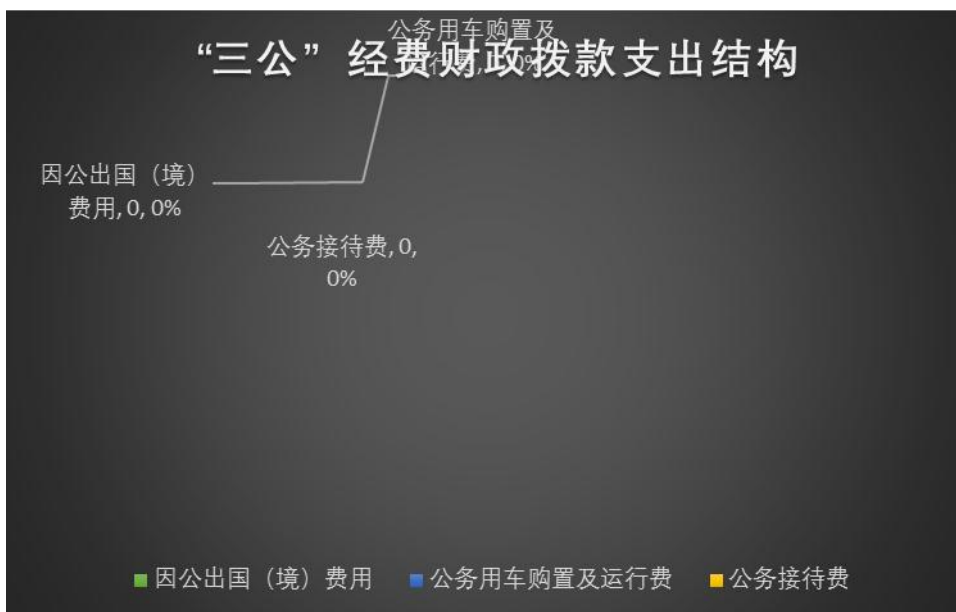 “三公”经费财政拨款支出结构
公务用车购置及
行费, 0%
因公出国（境）
费用, 0, 0%
公务接待费, 0,
0%
因公出国（境）费用
公务用车购置及运行费
公务接待费